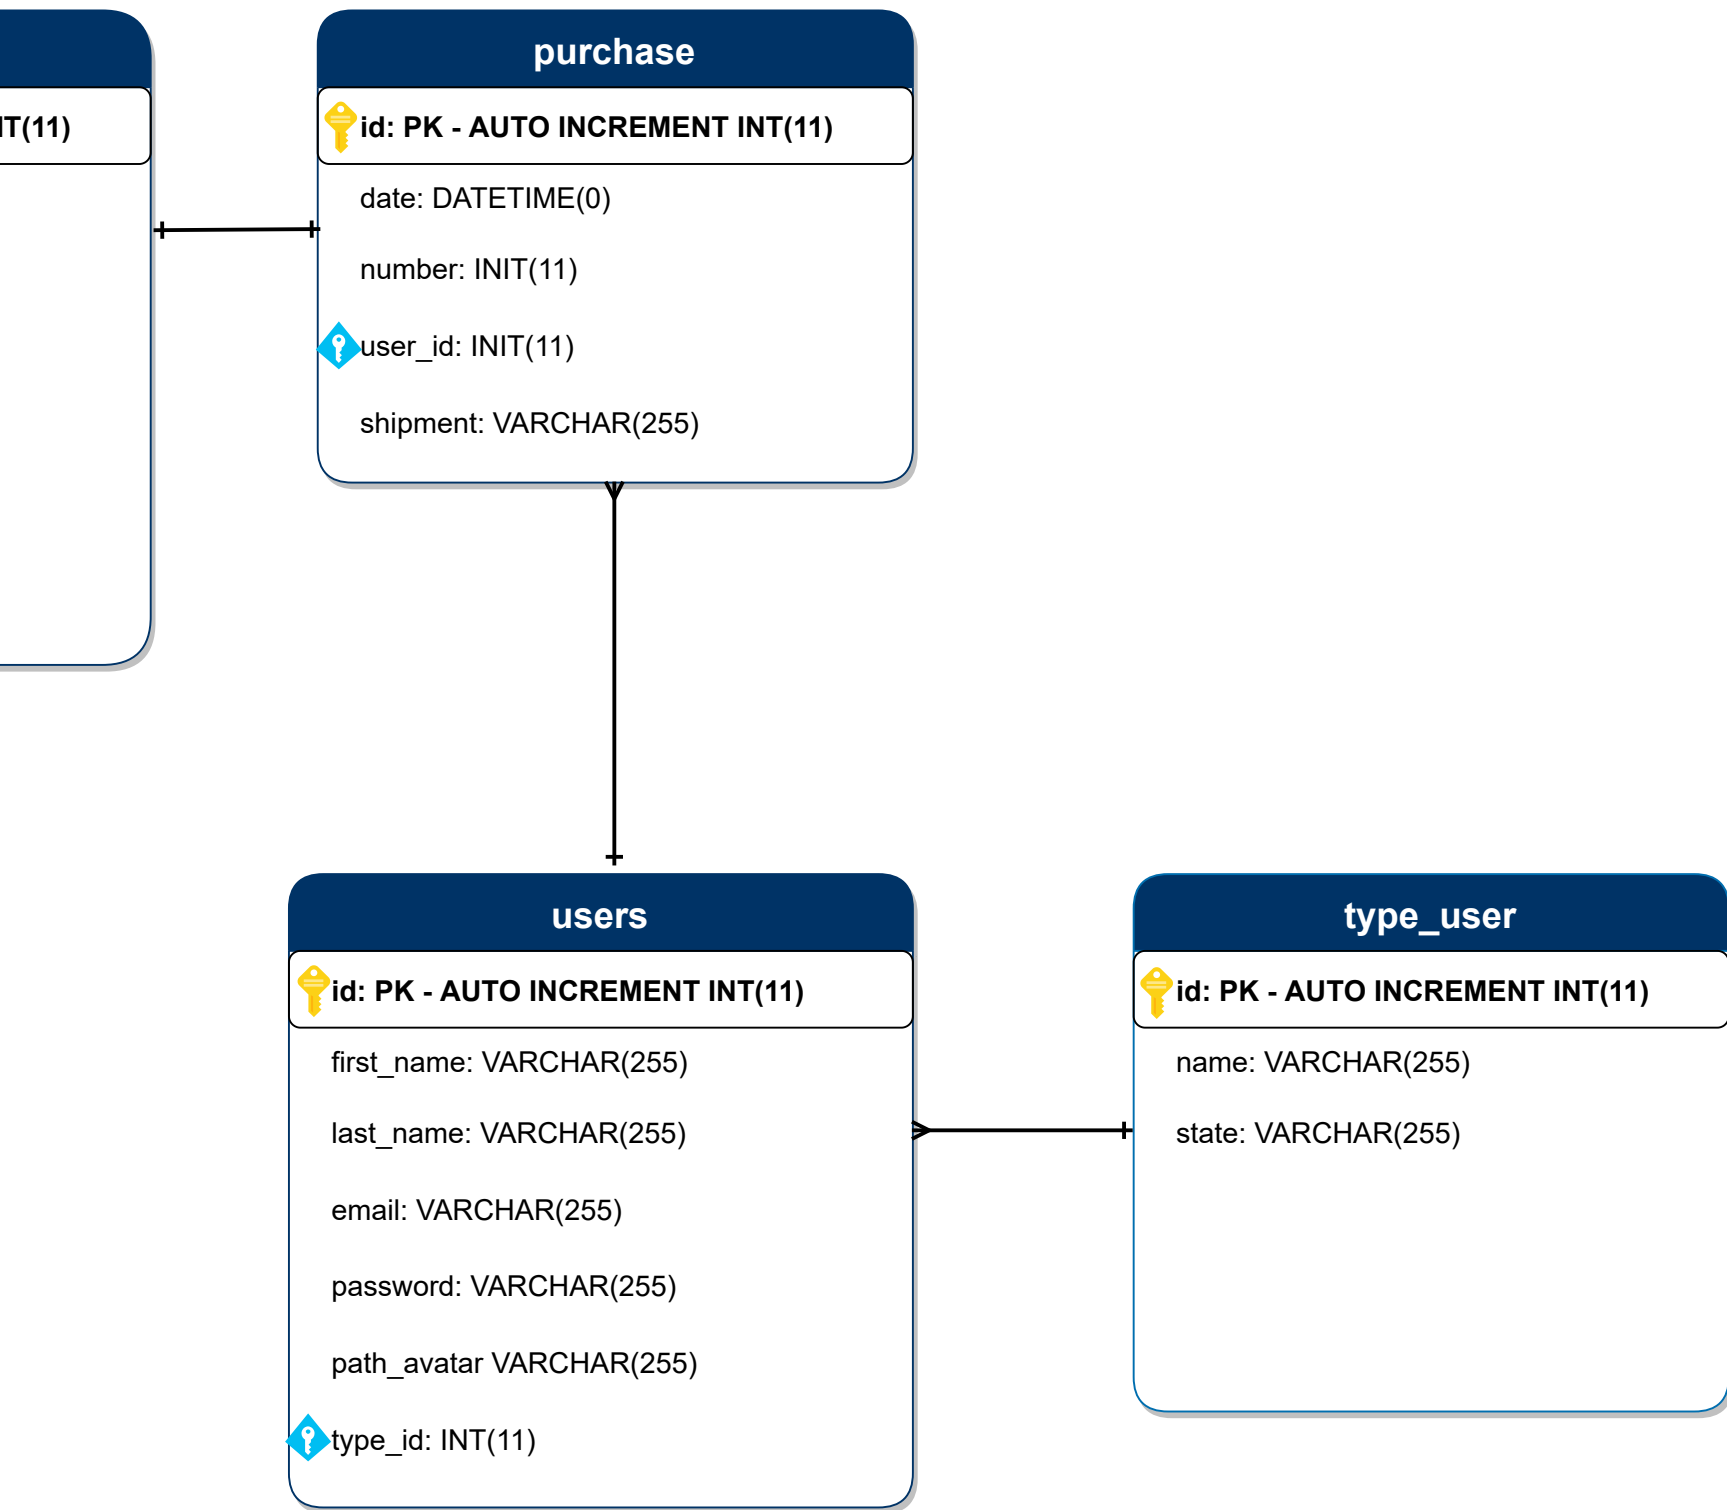 purchase
id: PK - AUTO INCREMENT INT(11)
date: DATETIME(0)
number: INIT(11)
user_id: INIT(11)
shipment: VARCHAR(255)
users
id: PK - AUTO INCREMENT INT(11)
first_name: VARCHAR(255)
last_name: VARCHAR(255)
email: VARCHAR(255)
password: VARCHAR(255)
path_avatar VARCHAR(255)
type_id: INT(11)
type_user
id: PK - AUTO INCREMENT INT(11)
name: VARCHAR(255)
state: VARCHAR(255)